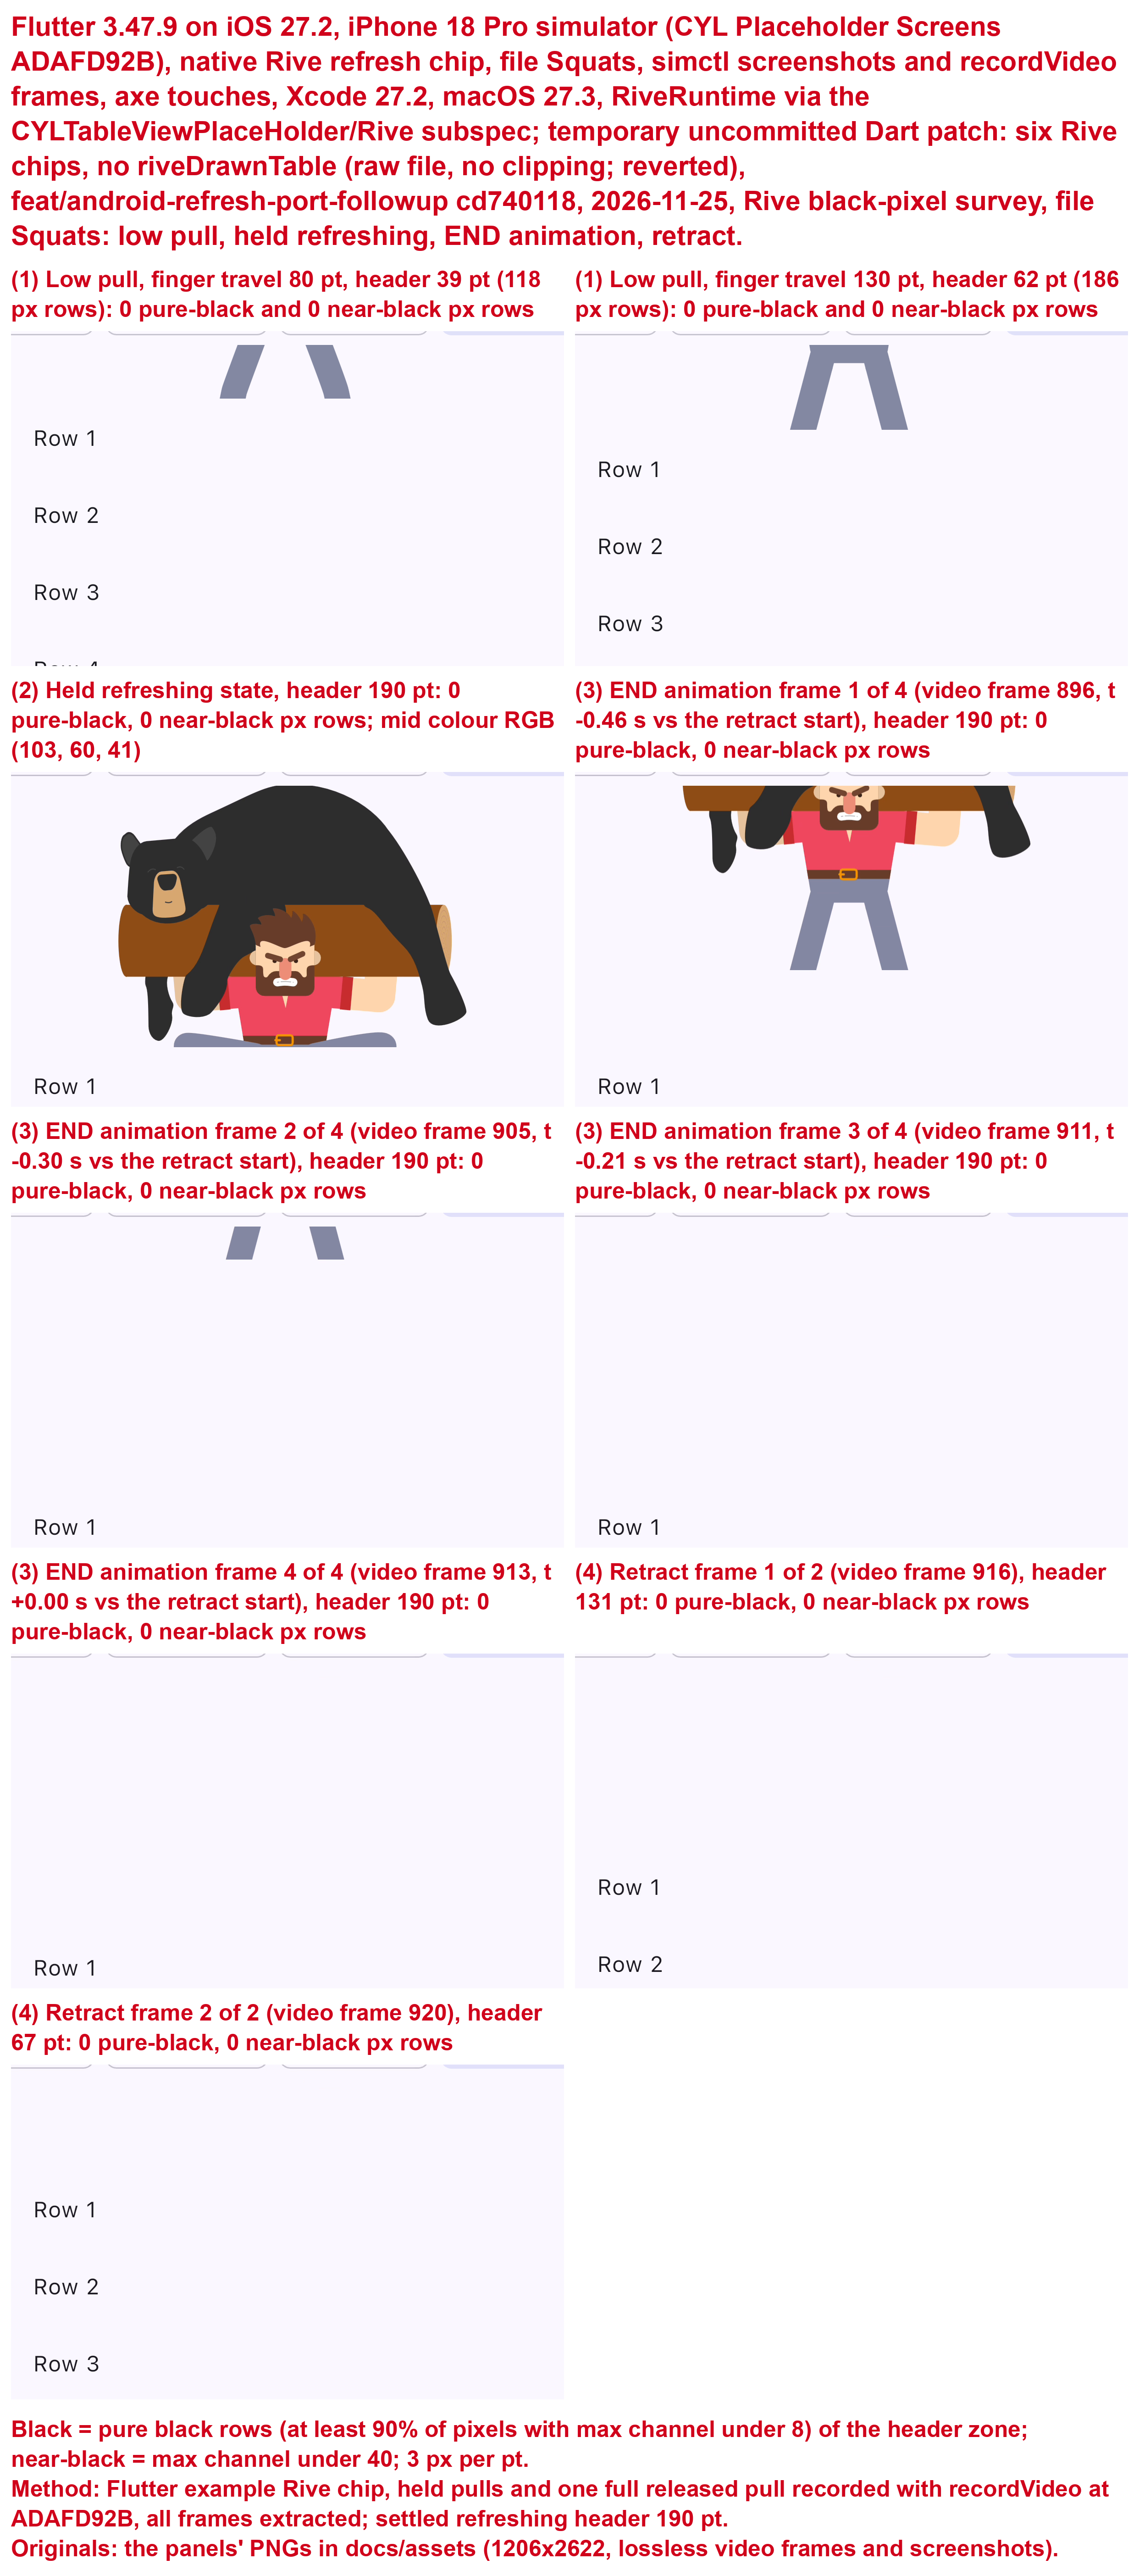 Flutter 3.47.9 on iOS 27.2, iPhone 18 Pro simulator (CYL Placeholder Screens
ADAFD92B), native Rive refresh chip, file Squats, simctl screenshots and recordVideo
frames, axe touches, Xcode 27.2, macOS 27.3, RiveRuntime via the
CYLTableViewPlaceHolder/Rive subspec; temporary uncommitted Dart patch: six Rive
chips, no riveDrawnTable (raw file, no clipping; reverted),
feat/android-refresh-port-followup cd740118, 2026-11-25, Rive black-pixel survey, file
Squats: low pull, held refreshing, END animation, retract.
(1) Low pull, finger travel 80 pt, header 39 pt (118
px rows): 0 pure-black and 0 near-black px rows
Row 1
Row 2
Row 3
(1) Low pull, finger travel 130 pt, header 62 pt (186
px rows): 0 pure-black and 0 near-black px rows
Row 1
Row 2
Row 3
(2) Held refreshing state, header 190 pt: 0
pure-black, 0 near-black px rows; mid colour RGB
(103, 60, 41)
Row 1
(3) END animation frame 1 of 4 (video frame 896, t
-0.46 s vs the retract start), header 190 pt: 0
pure-black, 0 near-black px rows
Row 1
(3) END animation frame 2 of 4 (video frame 905, t
-0.30 s vs the retract start), header 190 pt: 0
pure-black, 0 near-black px rows
Row 1
(3) END animation frame 3 of 4 (video frame 911, t
-0.21 s vs the retract start), header 190 pt: 0
pure-black, 0 near-black px rows
Row 1
(3) END animation frame 4 of 4 (video frame 913, t
+0.00 s vs the retract start), header 190 pt: 0
pure-black, 0 near-black px rows
Row 1
(4) Retract frame 1 of 2 (video frame 916), header
131 pt: 0 pure-black, 0 near-black px rows
Row 1
Row 2
(4) Retract frame 2 of 2 (video frame 920), header
67 pt: 0 pure-black, 0 near-black px rows
Row 1
Row 2
Row 3
Black = pure black rows (at least 90% of pixels with max channel under 8) of the header zone;
near-black = max channel under 40; 3 px per pt.
Method: Flutter example Rive chip, held pulls and one full released pull recorded with recordVideo at
ADAFD92B, all frames extracted; settled refreshing header 190 pt.
Originals: the panels' PNGs in docs/assets (1206x2622, lossless video frames and screenshots).